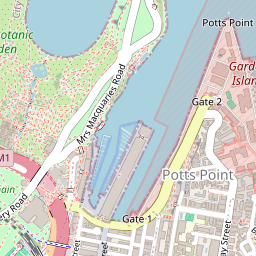 Potts Point
City
otanic
den
Gard
Islan
Gate 2
Mrs Macquaries Road
M1
Potts Point
ain
ery Road
Gate 1
Street